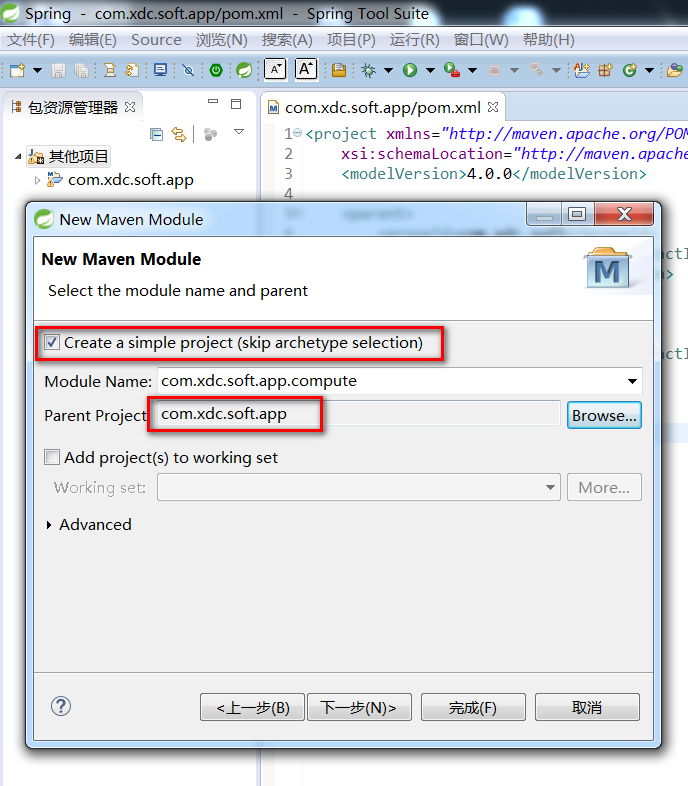 Spring - com.xdc.soft.app/pom.xml - Spring Tool Suite
文件(F) 编辑(E) Source 浏览(N) 搜索(A) 项目(P) 运行(R) 窗口(W) 帮助(H)
包资源管理器
com.xdc.soft.app/pom.xml
其他项目
com.xdc.soft.app
1 <project xmlns="http://maven.apache.org/POM
2 xsi:schemaLocation="http://maven.apache
3 <modelVersion>4.0.0</modelVersion>
4
New Maven Module
New Maven Module
Select the module name and parent
M
Create a simple project (skip archetype selection)
Module Name: com.xdc.soft.app.compute
Parent Project com.xdc.soft.app Browse...
Add project(s) to working set
Working set: More...
Advanced
<上一步(B) 下一步(N)> 完成(F) 取消